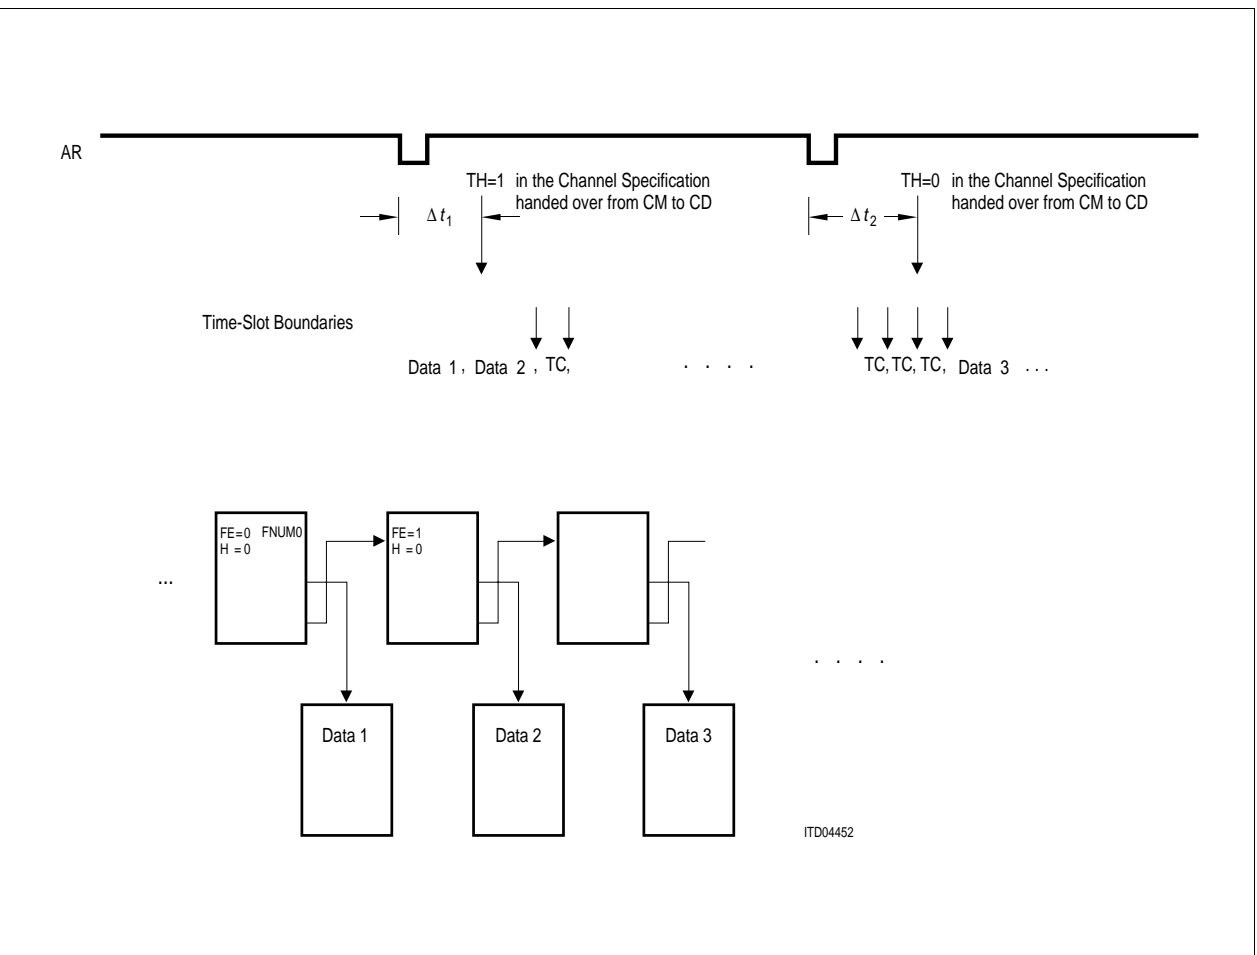 AR
TH=1 in the Channel Specification
handed over from CM to CD
TH=0 in the Channel Specification
handed over from CM to CD
Δ t1
Δ t2
Time-Slot Boundaries
Data 1 , Data 2 , TC, . . . . TC, TC, TC, Data 3 . . .
FE=0 FNUM0
H = 0
FE=1
H = 0
...
. . . .
Data 1
Data 2
Data 3
ITD04452